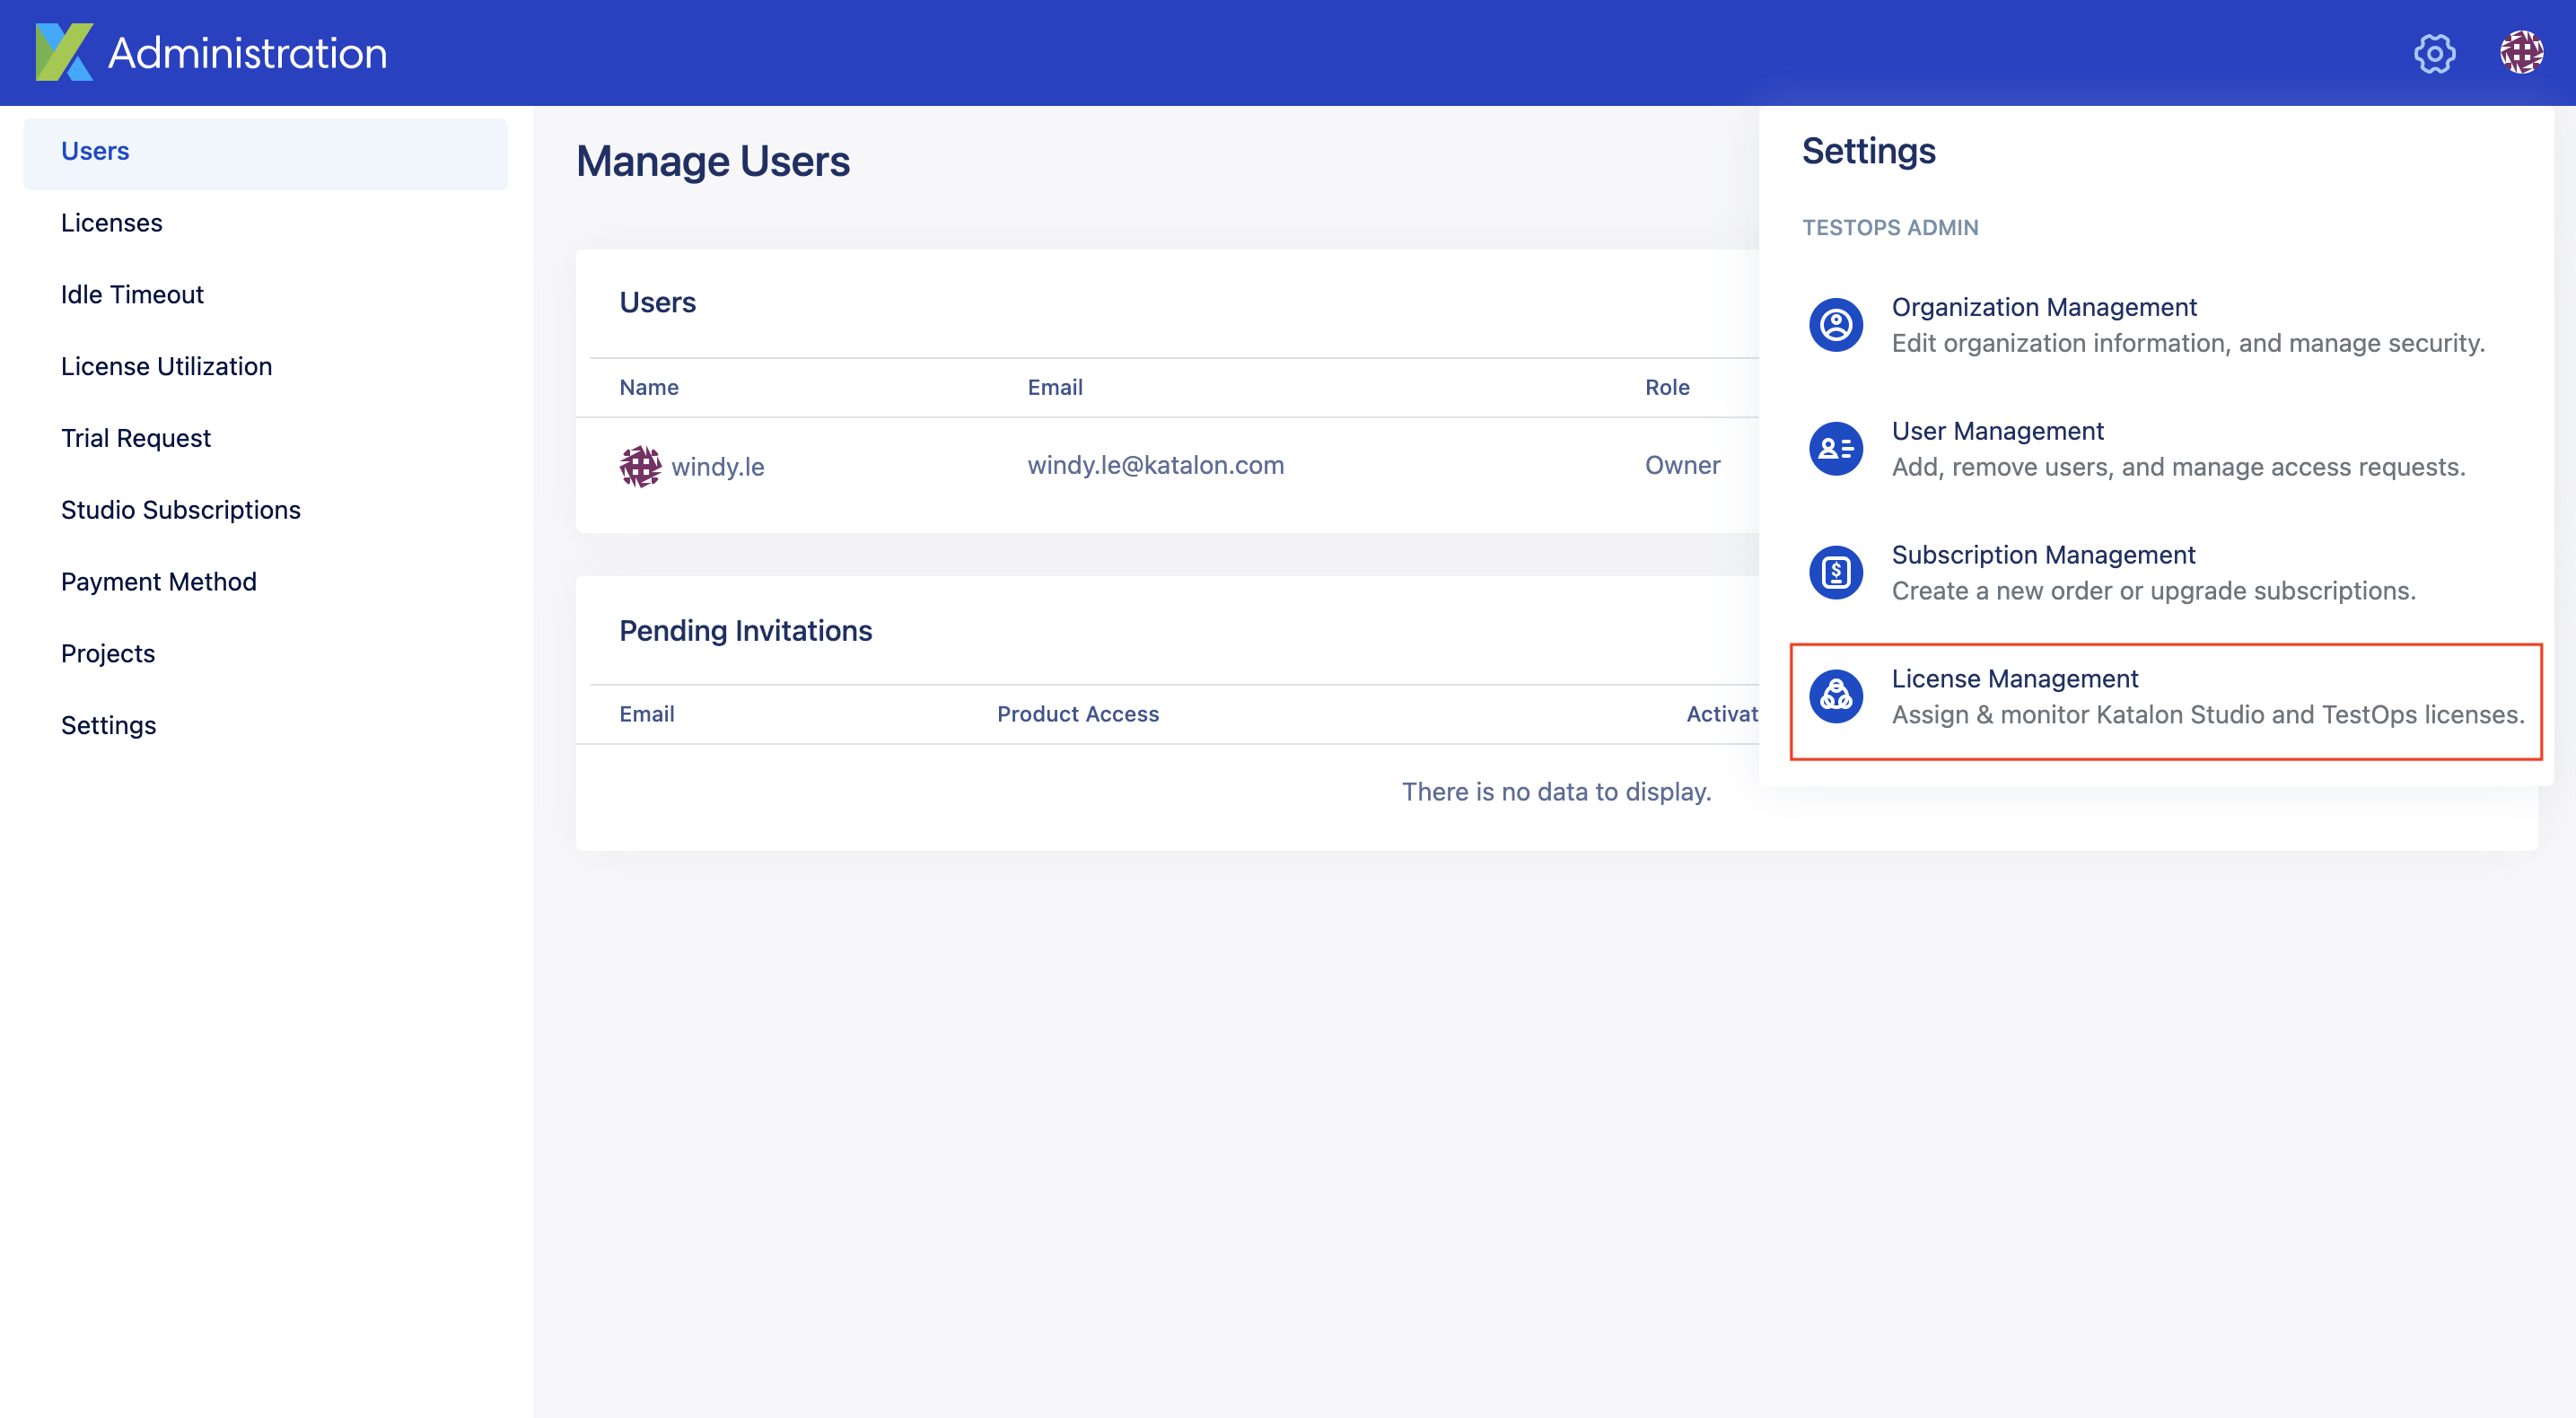 Administration
Users
Licenses
Idle Timeout
License Utilization
Trial Request
Studio Subscriptions
Payment Method
Projects
Settings
Manage Users
Users
Name Email Role
windy.le windy.le@katalon.com Owner
Pending Invitations
Email Product Access Activat
There is no data to display.
Settings
TESTOPS ADMIN
Organization Management
Edit organization information, and manage security.
User Management
Add, remove users, and manage access requests.
Subscription Management
Create a new order or upgrade subscriptions.
License Management
Assign & monitor Katalon Studio and TestOps licenses.